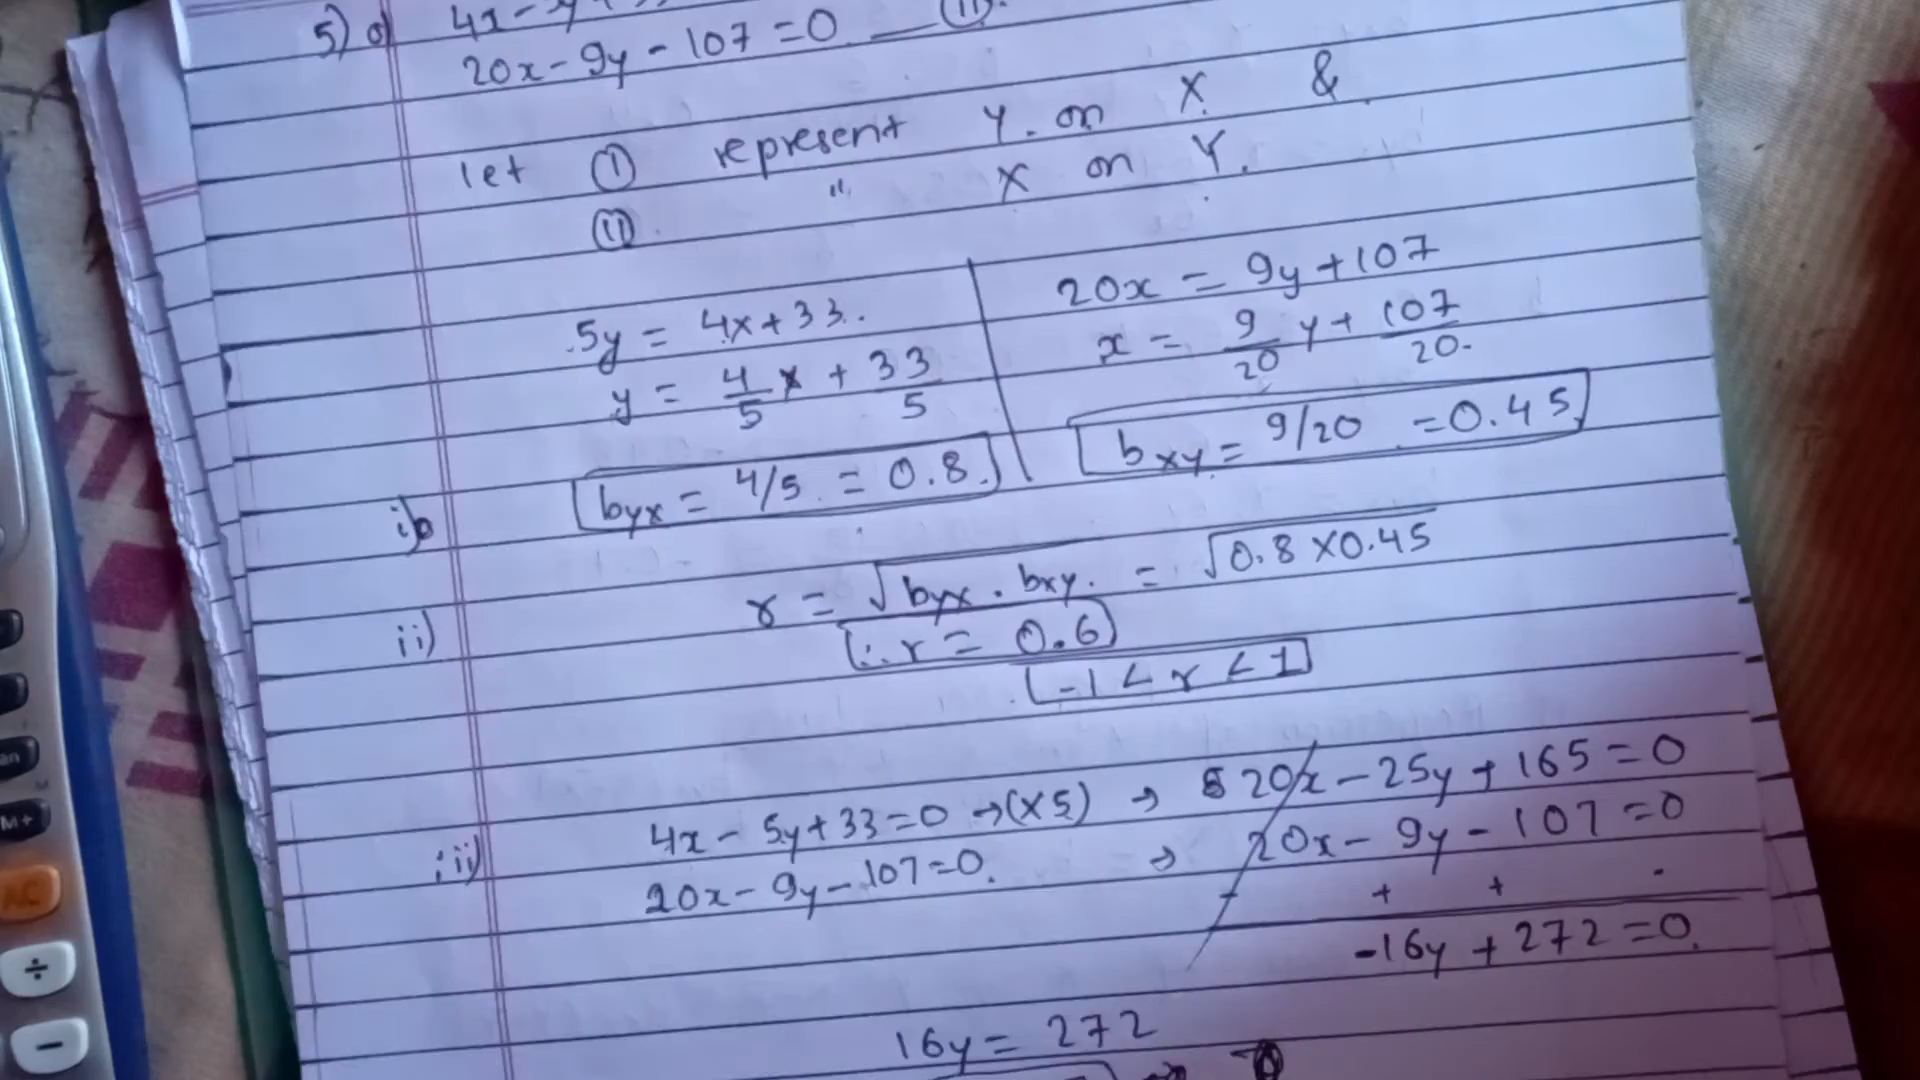 5) a) 4x - 5y +
20x - 9y - 107 = 0 — (II).
let (I) represent Y. on X &
(II). " X on Y.
5y = 4x + 33.
y = 4/5 x + 33/5
20x = 9y + 107
x = 9/20 y + 107/20.
i) byx = 4/5 = 0.8.
bxy = 9/20 = 0.45
ii) r = √byx . bxy. = √0.8 × 0.45
∴ r = 0.6
-1 < r < 1
iii) 4x - 5y + 33 = 0 → (×5) → 20x - 25y + 165 = 0
20x - 9y - 107 = 0. → 20x - 9y - 107 = 0
- + +
-16y + 272 = 0.
16y = 272
AC
M+
÷
−